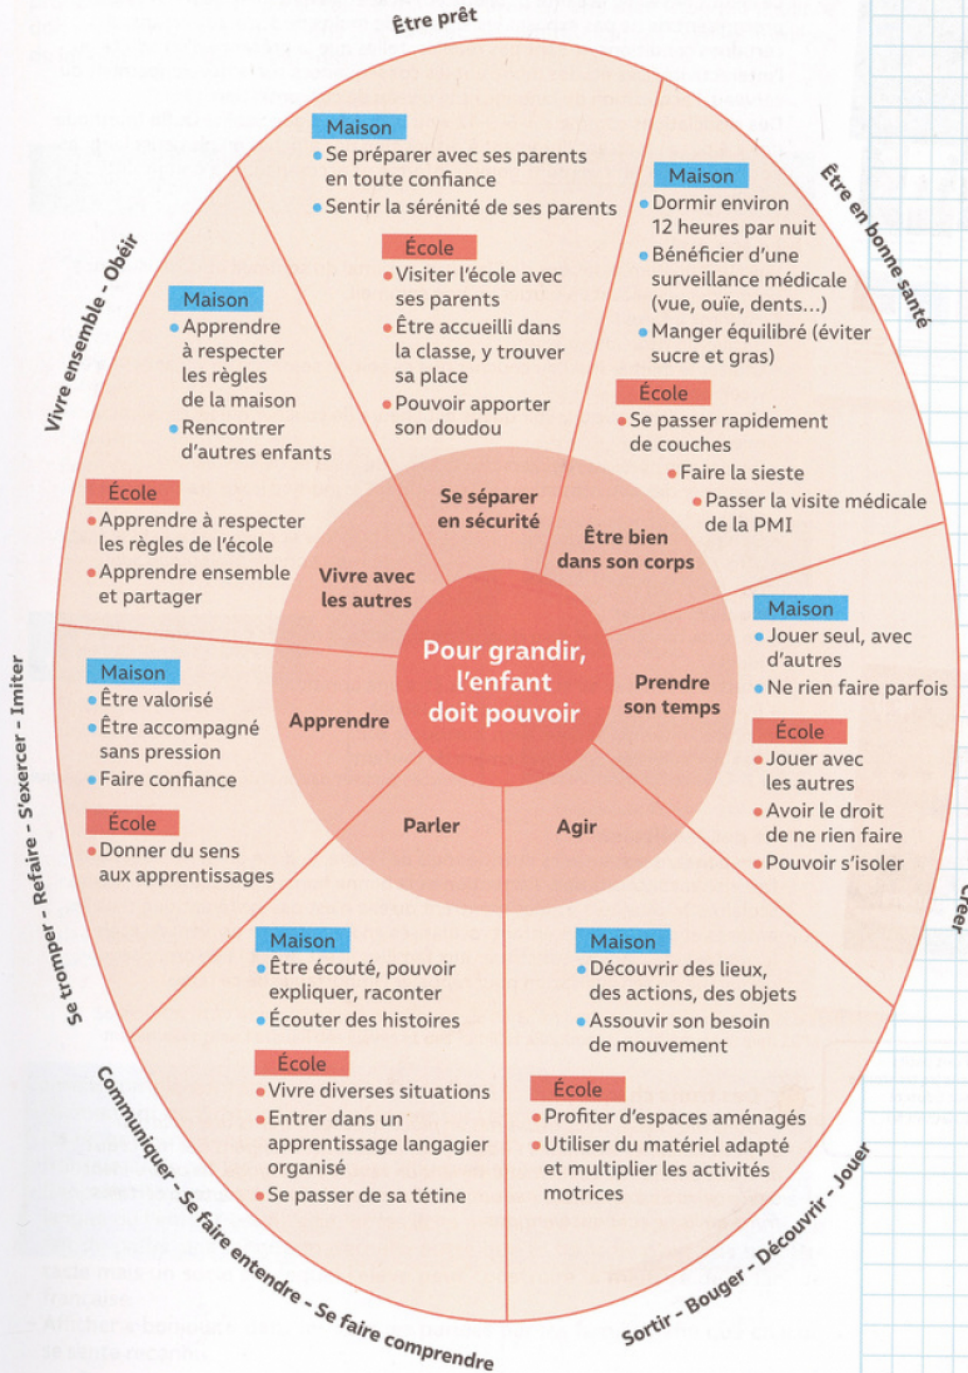 Être prêt
Maison
• Se préparer avec ses parents
en toute confiance
• Sentir la sérénité de ses parents
École
• Visiter l'école avec
ses parents
• Être accueilli dans
la classe, y trouver
sa place
• Pouvoir apporter
son doudou
Se séparer
en sécurité
Être en bonne santé
Maison
• Dormir environ
12 heures par nuit
• Bénéficier d'une
surveillance médicale
(vue, ouïe, dents...)
• Manger équilibré (éviter
sucre et gras)
École
• Se passer rapidement
de couches
• Faire la sieste
• Passer la visite médicale
de la PMI
Être bien
dans son corps
Créer
Maison
• Jouer seul, avec
d'autres
• Ne rien faire parfois
École
• Jouer avec
les autres
• Avoir le droit
de ne rien faire
• Pouvoir s'isoler
Prendre
son temps
Sortir - Bouger - Découvrir - Jouer
Agir
Maison
• Découvrir des lieux,
des actions, des objets
• Assouvir son besoin
de mouvement
École
• Profiter d'espaces aménagés
• Utiliser du matériel adapté
et multiplier les activités
motrices
Communiquer - Se faire entendre - Se faire comprendre
Parler
Maison
• Être écouté, pouvoir
expliquer, raconter
• Écouter des histoires
École
• Vivre diverses situations
• Entrer dans un
apprentissage langagier
organisé
• Se passer de sa tétine
Se tromper - Refaire - S'exercer - Imiter
Apprendre
Maison
• Être valorisé
• Être accompagné
sans pression
• Faire confiance
École
• Donner du sens
aux apprentissages
Vivre ensemble - Obéir
Maison
• Apprendre
à respecter
les règles
de la maison
• Rencontrer
d'autres enfants
École
• Apprendre à respecter
les règles de l'école
• Apprendre ensemble
et partager
Vivre avec
les autres
Pour grandir,
l'enfant
doit pouvoir